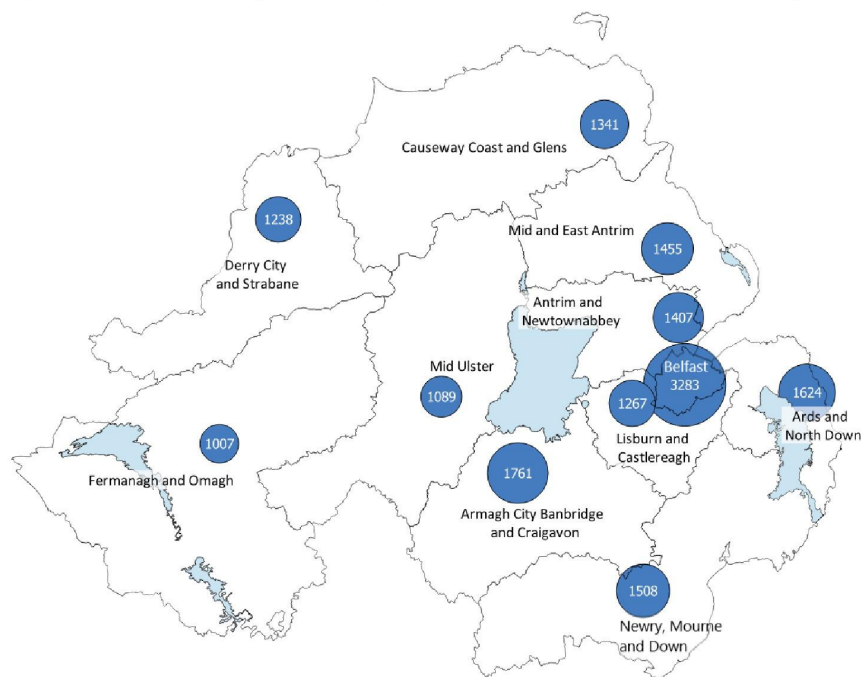 1341
Causeway Coast and Glens
1238
Derry City
and Strabane
Mid and East Antrim
1455
Antrim and
Newtownabbey
1407
Mid Ulster
1089
Belfast
3283
1267
Lisburn and
Castlereagh
1624
Ards and
North Down
1007
Fermanagh and Omagh
1761
Armagh City Banbridge
and Craigavon
1508
Newry, Mourne
and Down